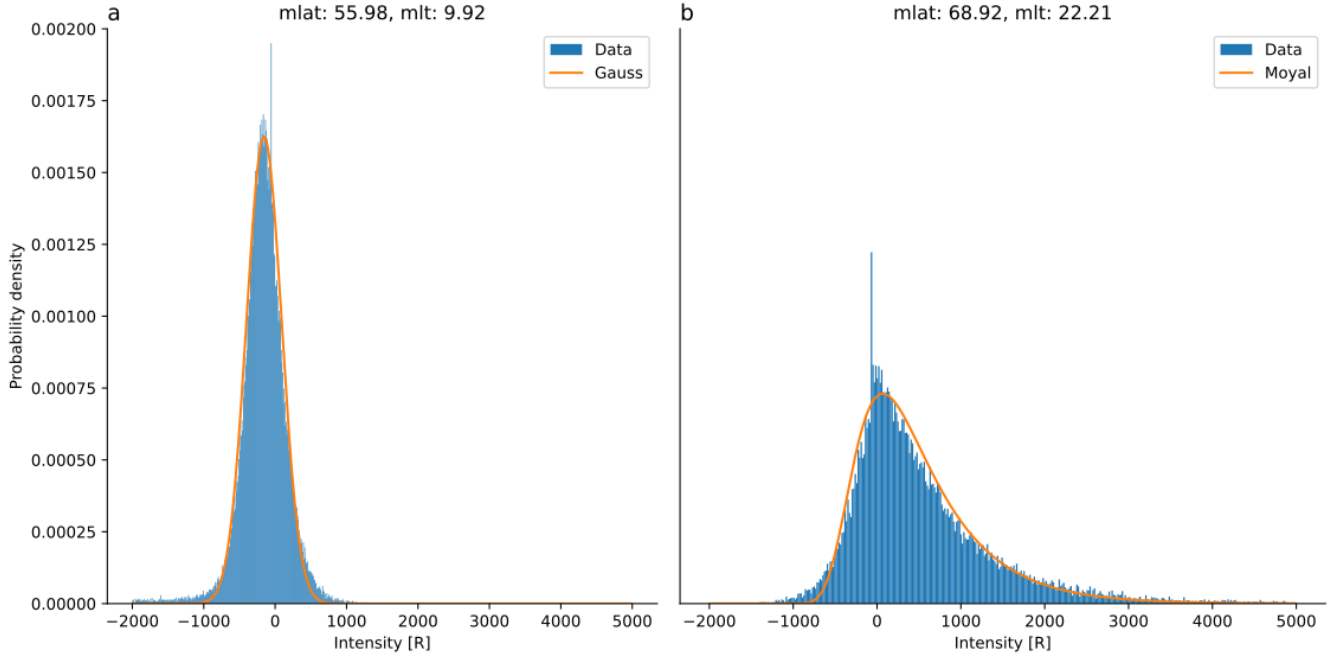 a
mlat: 55.98, mlt: 9.92
Data
Gauss
Probability density
0.00200
0.00175
0.00150
0.00125
0.00100
0.00075
0.00050
0.00025
0.00000
−2000 −1000 0 1000 2000 3000 4000 5000
Intensity [R]
b
mlat: 68.92, mlt: 22.21
Data
Moyal
−2000 −1000 0 1000 2000 3000 4000 5000
Intensity [R]